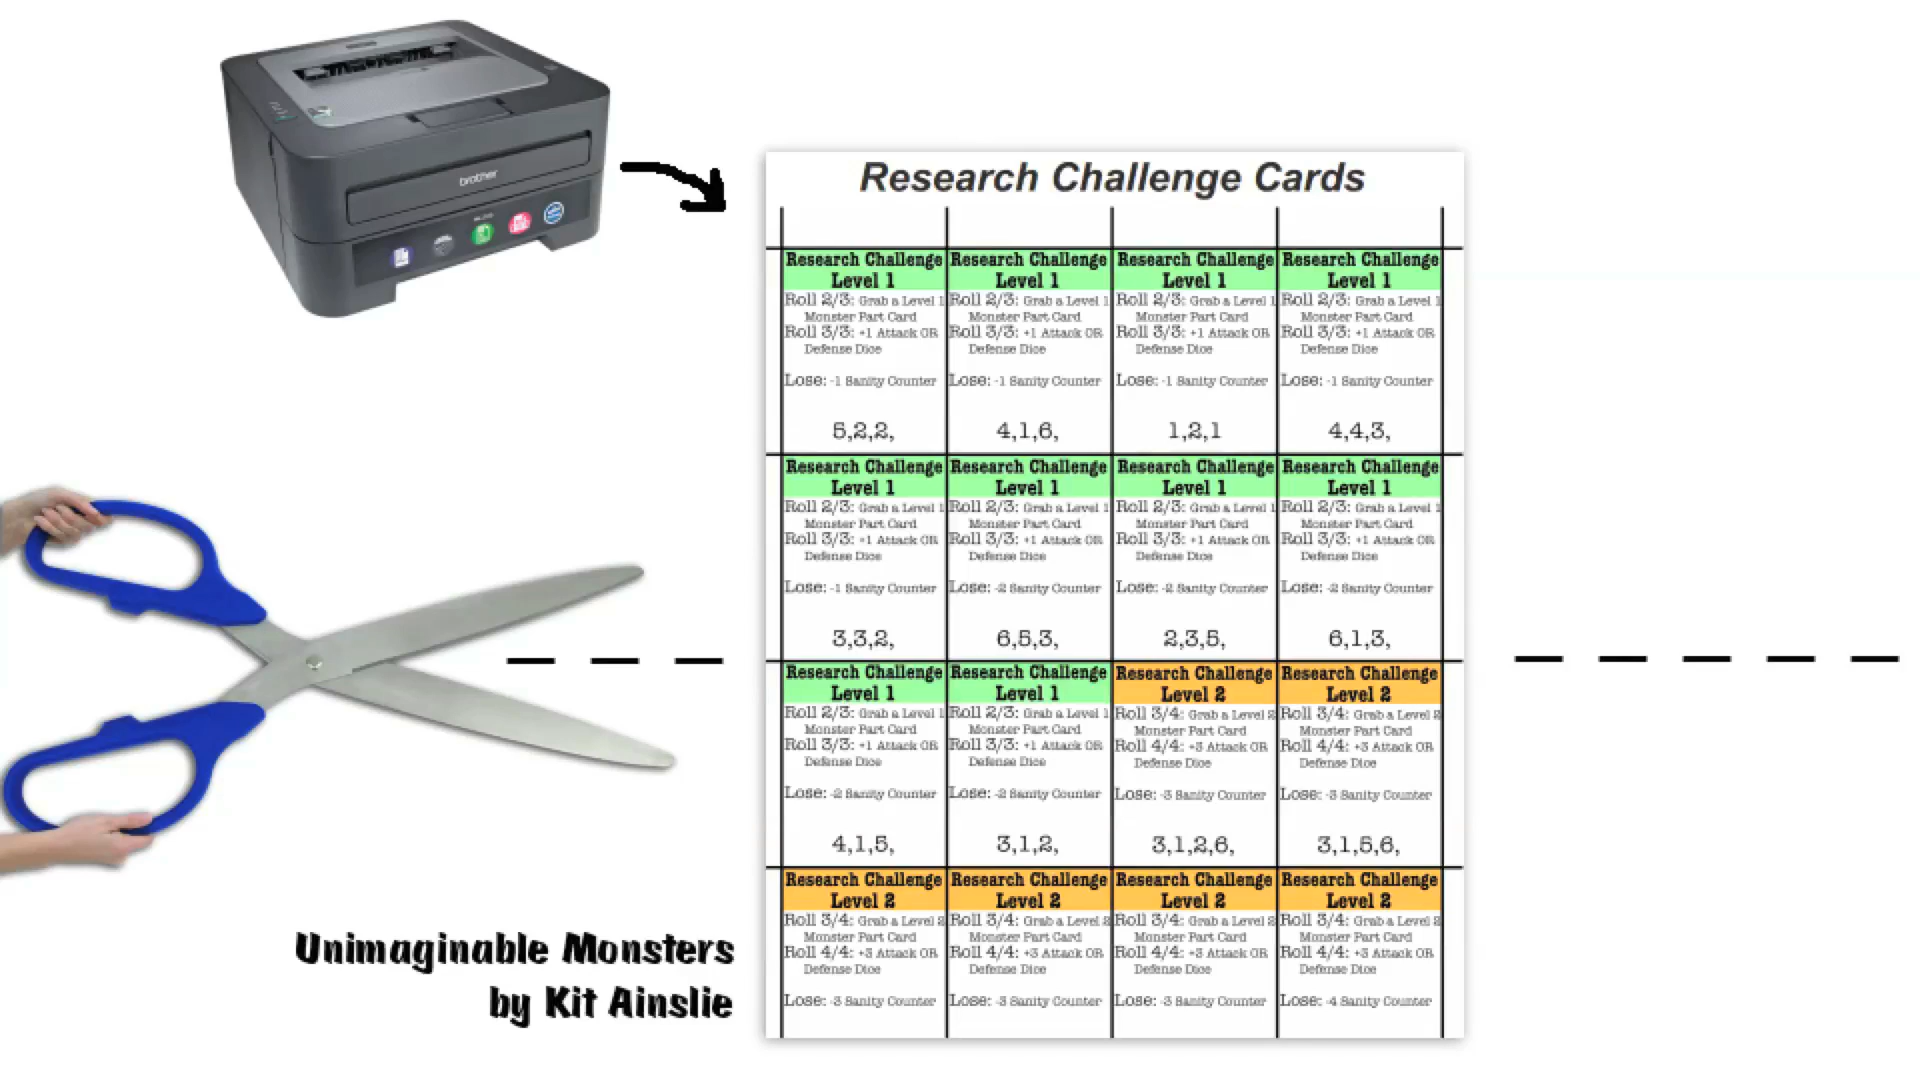 brother
Research Challenge Cards
Research Challenge Level 1
Roll 2/3: Grab a Level 1
Monster Part Card
Roll 3/3: +1 Attack OR
Defense Dice
Lose: -1 Sanity Counter
5,2,2,
Research Challenge Level 1
Roll 2/3: Grab a Level 1
Monster Part Card
Roll 3/3: +1 Attack OR
Defense Dice
Lose: -1 Sanity Counter
4,1,6,
Research Challenge Level 1
Roll 2/3: Grab a Level 1
Monster Part Card
Roll 3/3: +1 Attack OR
Defense Dice
Lose: -1 Sanity Counter
1,2,1
Research Challenge Level 1
Roll 2/3: Grab a Level 1
Monster Part Card
Roll 3/3: +1 Attack OR
Defense Dice
Lose: -1 Sanity Counter
4,4,3,
Research Challenge Level 1
Roll 2/3: Grab a Level 1
Monster Part Card
Roll 3/3: +1 Attack OR
Defense Dice
Lose: -1 Sanity Counter
3,3,2,
Research Challenge Level 1
Roll 2/3: Grab a Level 1
Monster Part Card
Roll 3/3: +1 Attack OR
Defense Dice
Lose: -2 Sanity Counter
6,5,3,
Research Challenge Level 1
Roll 2/3: Grab a Level 1
Monster Part Card
Roll 3/3: +1 Attack OR
Defense Dice
Lose: -2 Sanity Counter
2,3,5,
Research Challenge Level 1
Roll 2/3: Grab a Level 1
Monster Part Card
Roll 3/3: +1 Attack OR
Defense Dice
Lose: -2 Sanity Counter
6,1,3,
Research Challenge Level 1
Roll 2/3: Grab a Level 1
Monster Part Card
Roll 3/3: +1 Attack OR
Defense Dice
Lose: -2 Sanity Counter
4,1,5,
Research Challenge Level 1
Roll 2/3: Grab a Level 1
Monster Part Card
Roll 3/3: +1 Attack OR
Defense Dice
Lose: -2 Sanity Counter
3,1,2,
Research Challenge Level 2
Roll 3/4: Grab a Level 2
Monster Part Card
Roll 4/4: +3 Attack OR
Defense Dice
Lose: -3 Sanity Counter
3,1,2,6,
Research Challenge Level 2
Roll 3/4: Grab a Level 2
Monster Part Card
Roll 4/4: +3 Attack OR
Defense Dice
Lose: -3 Sanity Counter
3,1,5,6,
Research Challenge Level 2
Roll 3/4: Grab a Level 2
Monster Part Card
Roll 4/4: +3 Attack OR
Defense Dice
Lose: -3 Sanity Counter
Research Challenge Level 2
Roll 3/4: Grab a Level 2
Monster Part Card
Roll 4/4: +3 Attack OR
Defense Dice
Lose: -3 Sanity Counter
Research Challenge Level 2
Roll 3/4: Grab a Level 2
Monster Part Card
Roll 4/4: +3 Attack OR
Defense Dice
Lose: -3 Sanity Counter
Research Challenge Level 2
Roll 3/4: Grab a Level 2
Monster Part Card
Roll 4/4: +3 Attack OR
Defense Dice
Lose: -4 Sanity Counter
Unimaginable Monsters
by Kit Ainslie